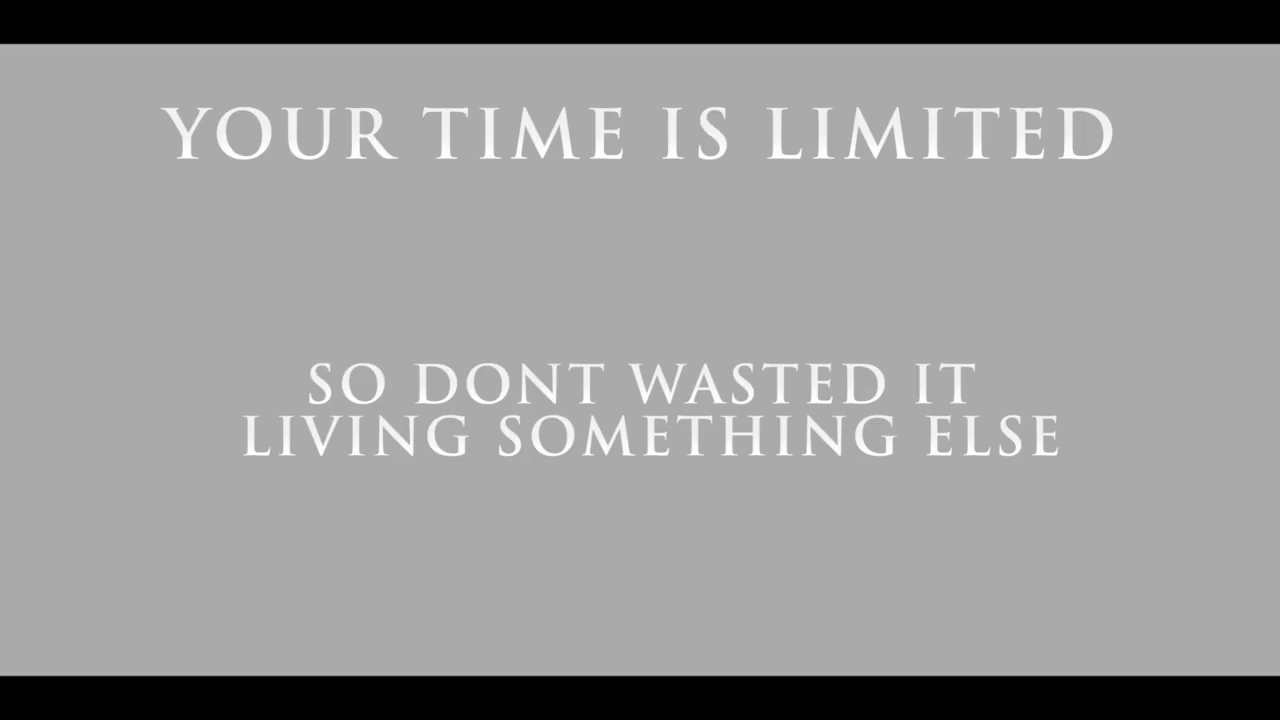 YOUR TIME IS LIMITED
SO DONT WASTED IT
LIVING SOMETHING ELSE